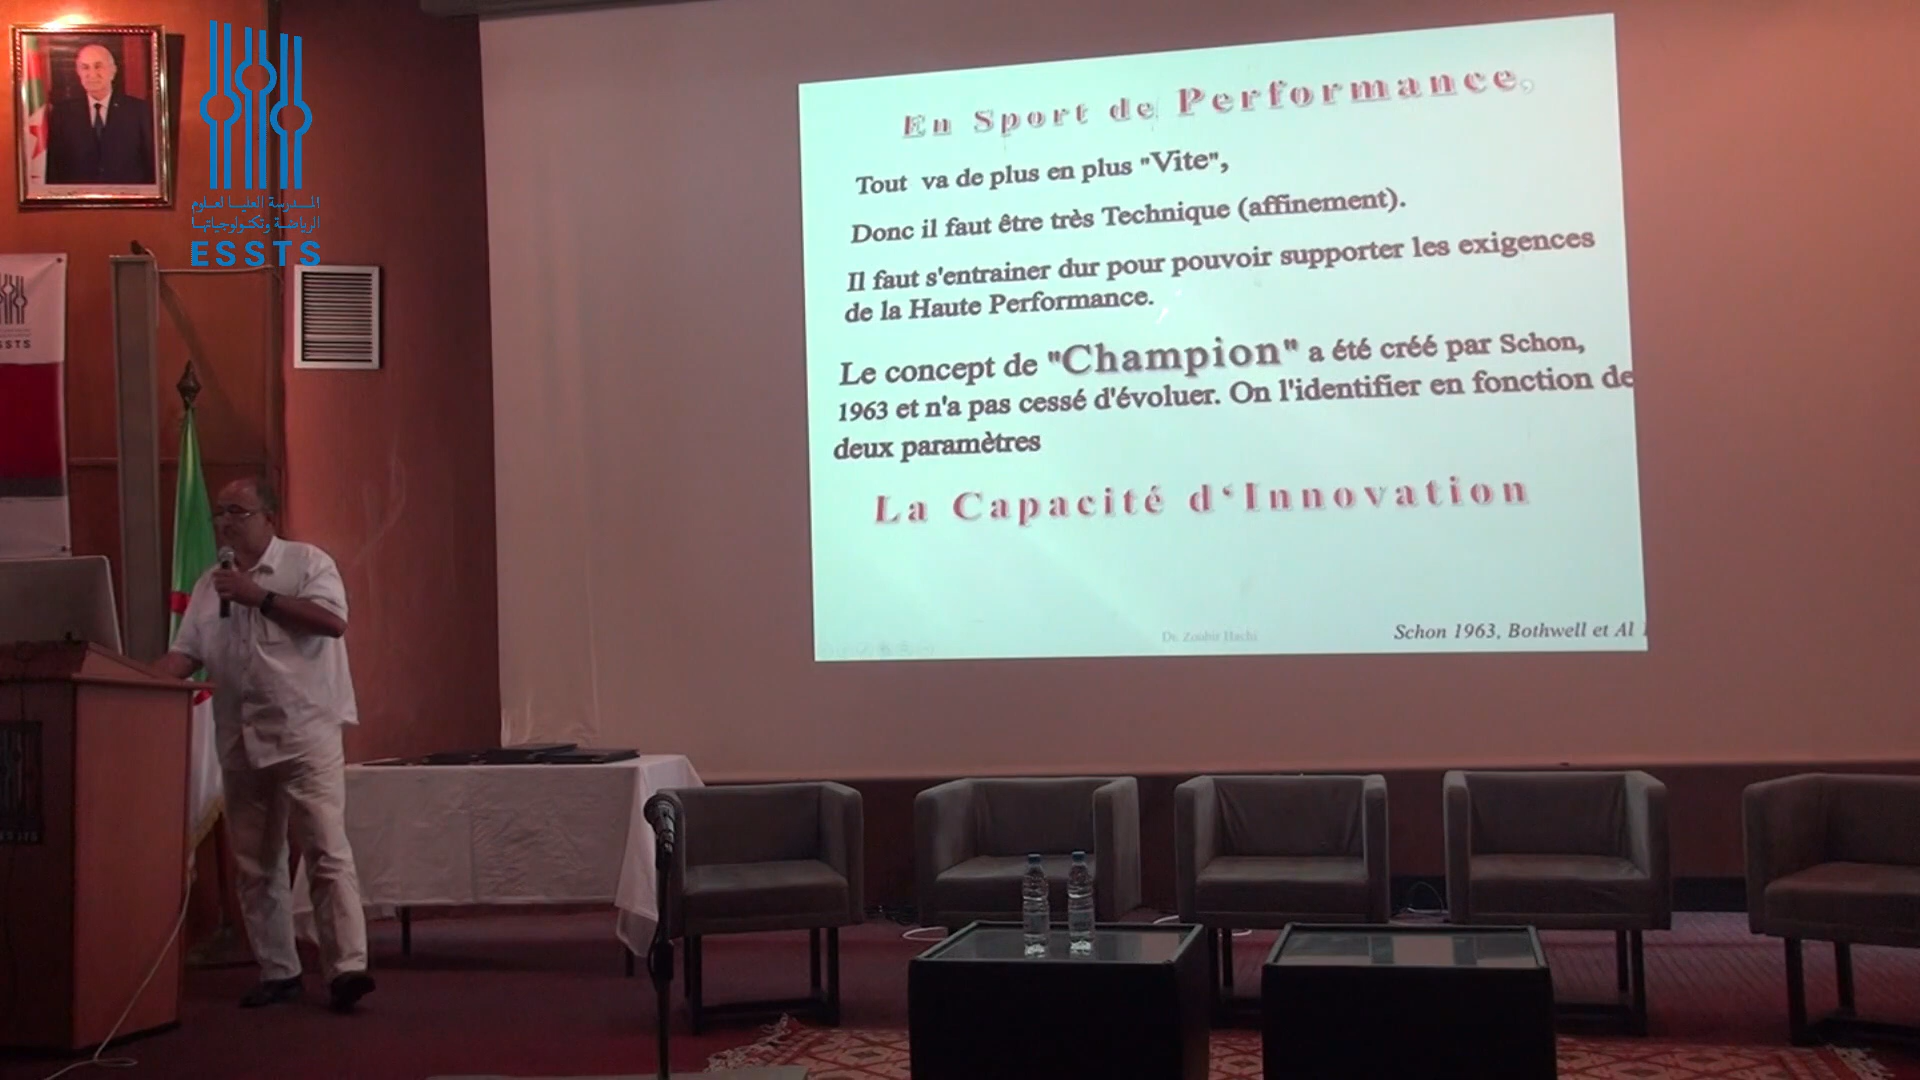 المدرسة العليا لعلوم
الرياضة وتكنولوجياتها
ESSTS
En Sport de Performance,
Tout va de plus en plus "Vite",
Donc il faut être très Technique (affinement).
Il faut s'entrainer dur pour pouvoir supporter les exigences
de la Haute Performance.
Le concept de "Champion" a été créé par Schon,
1963 et n'a pas cessé d'évoluer. On l'identifier en fonction de
deux paramètres
La Capacité d‘Innovation
Dr. Zoubir Hachi
Schon 1963, Bothwell et Al